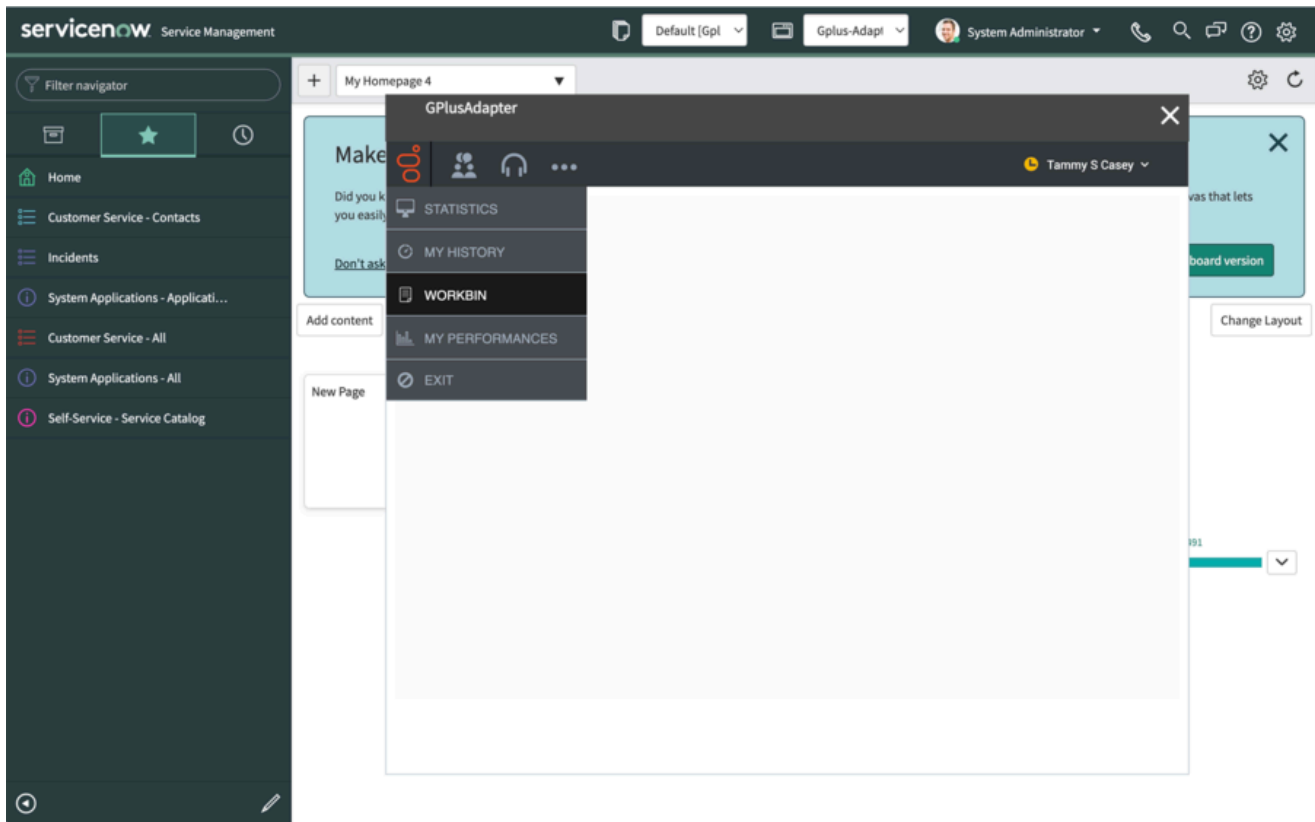 servicenow. Service Management
Default [Gpl
Gplus-Adapt
System Administrator
Filter navigator
My Homepage 4
GPlusAdapter
Make
Tammy S Casey
Home
Did you k
vas that lets
you easily
STATISTICS
Customer Service - Contacts
MY HISTORY
Incidents
Don't ask
board version
WORKBIN
System Applications - Applicati...
Add content
Change Layout
Customer Service - All
MY PERFORMANCES
System Applications - All
EXIT
New Page
Self-Service - Service Catalog
391